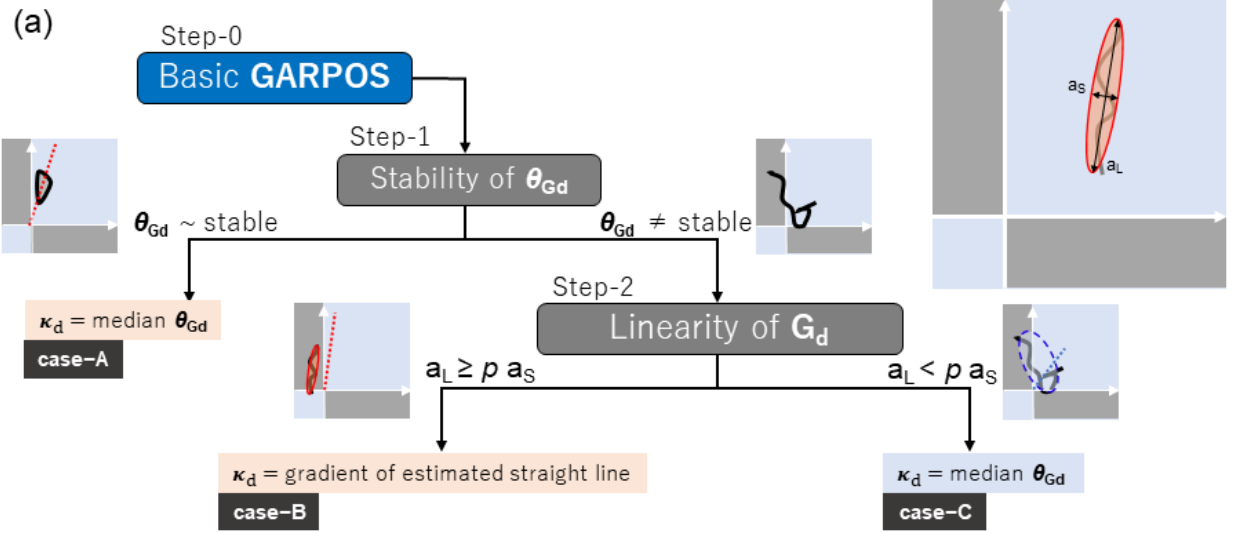 (a)
Step-0
Basic GARPOS
Step-1
Stability of θGd
θGd ~ stable
θGd ≠ stable
aS
aL
Step-2
Linearity of Gd
κd = median θGd
case–A
aL ≥ p aS
aL < p aS
κd = gradient of estimated straight line
case–B
κd = median θGd
case–C